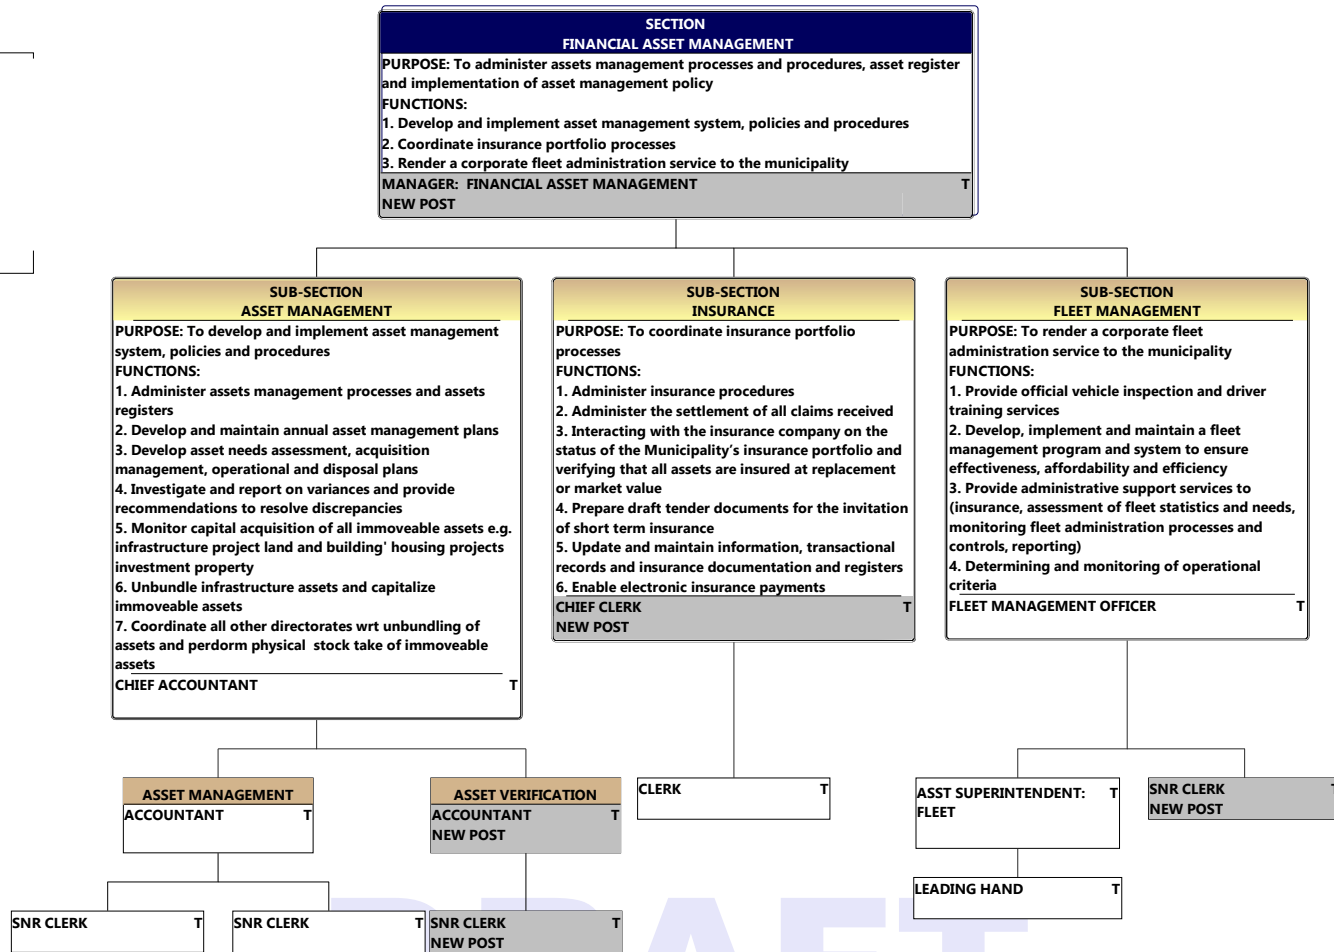 SECTION
FINANCIAL ASSET MANAGEMENT
PURPOSE: To administer assets management processes and procedures, asset register
and implementation of asset management policy
FUNCTIONS:
1. Develop and implement asset management system, policies and procedures
2. Coordinate insurance portfolio processes
3. Render a corporate fleet administration service to the municipality
MANAGER:  FINANCIAL ASSET MANAGEMENT T
NEW POST
SUB-SECTION
ASSET MANAGEMENT
PURPOSE: To develop and implement asset management
system, policies and procedures
FUNCTIONS:
1. Administer assets management processes and assets
registers
2. Develop and maintain annual asset management plans
3. Develop asset needs assessment, acquisition
management, operational and disposal plans
4. Investigate and report on variances and provide
recommendations to resolve discrepancies
5. Monitor capital acquisition of all immoveable assets e.g.
infrastructure project land and building' housing projects
investment property
6. Unbundle infrastructure assets and capitalize
immoveable assets
7. Coordinate all other directorates wrt unbundling of
assets and perdorm physical  stock take of immoveable
assets
CHIEF ACCOUNTANT T
SUB-SECTION
INSURANCE
PURPOSE: To coordinate insurance portfolio
processes
FUNCTIONS:
1. Administer insurance procedures
2. Administer the settlement of all claims received
3. Interacting with the insurance company on the
status of the Municipality's insurance portfolio and
verifying that all assets are insured at replacement
or market value
4. Prepare draft tender documents for the invitation
of short term insurance
5. Update and maintain information, transactional
records and insurance documentation and registers
6. Enable electronic insurance payments
CHIEF CLERK T
NEW POST
SUB-SECTION
FLEET MANAGEMENT
PURPOSE: To render a corporate fleet
administration service to the municipality
FUNCTIONS:
1. Provide official vehicle inspection and driver
training services
2. Develop, implement and maintain a fleet
management program and system to ensure
effectiveness, affordability and efficiency
3. Provide administrative support services to
(insurance, assessment of fleet statistics and needs,
monitoring fleet administration processes and
controls, reporting)
4. Determining and monitoring of operational
criteria
FLEET MANAGEMENT OFFICER T
ASSET MANAGEMENT
ACCOUNTANT T
ASSET VERIFICATION
ACCOUNTANT T
NEW POST
CLERK T
ASST SUPERINTENDENT: T
FLEET
SNR CLERK T
NEW POST
LEADING HAND T
SNR CLERK T
SNR CLERK T
SNR CLERK T
NEW POST
DRAFT